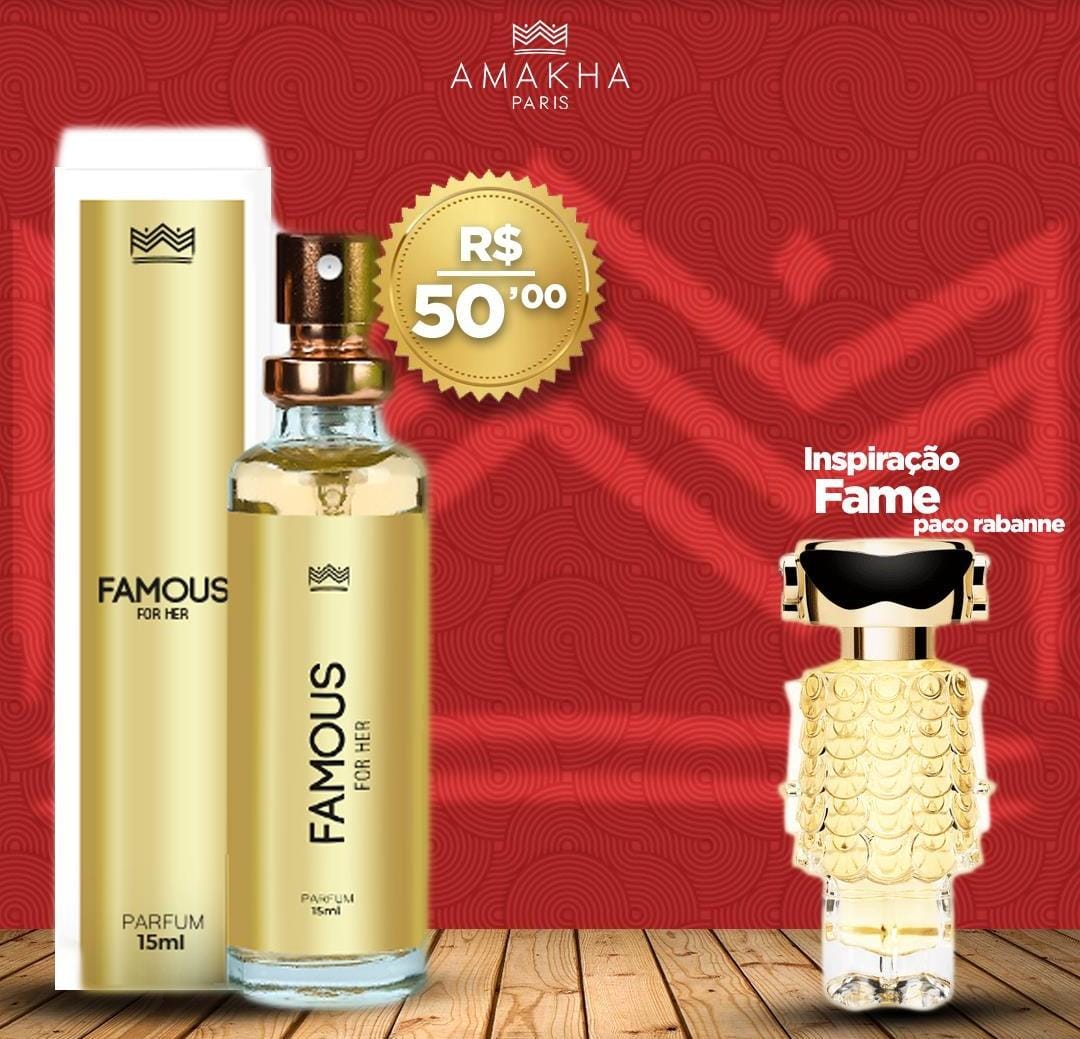 AMAKHA
PARIS
R$
50,00
Inspiração
Fame
paco rabanne
FAMOUS
FOR HER
PARFUM
15ml
FAMOUS
FOR HER
PARFUM
15ml